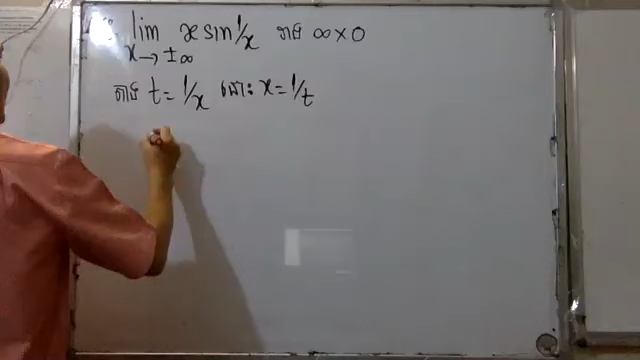 lim x sin 1/x រាង ∞ × 0
x → ± ∞
តាង t = 1/x នោះ x = 1/t